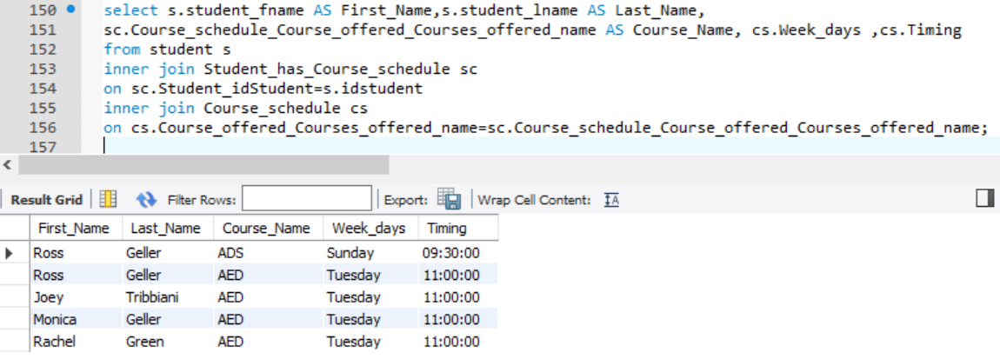 150 select s.student_fname AS First_Name,s.student_lname AS Last_Name,
151 sc.Course_schedule_Course_offered_Courses_offered_name AS Course_Name, cs.Week_days ,cs.Timing
152 from student s
153 inner join Student_has_Course_schedule sc
154 on sc.Student_idStudent=s.idstudent
155 inner join Course_schedule cs
156 on cs.Course_offered_Courses_offered_name=sc.Course_schedule_Course_offered_Courses_offered_name;
157
Result Grid Filter Rows: Export: Wrap Cell Content: IA
First_Name Last_Name Course_Name Week_days Timing
Ross Geller ADS Sunday 09:30:00
Ross Geller AED Tuesday 11:00:00
Joey Tribbiani AED Tuesday 11:00:00
Monica Geller AED Tuesday 11:00:00
Rachel Green AED Tuesday 11:00:00